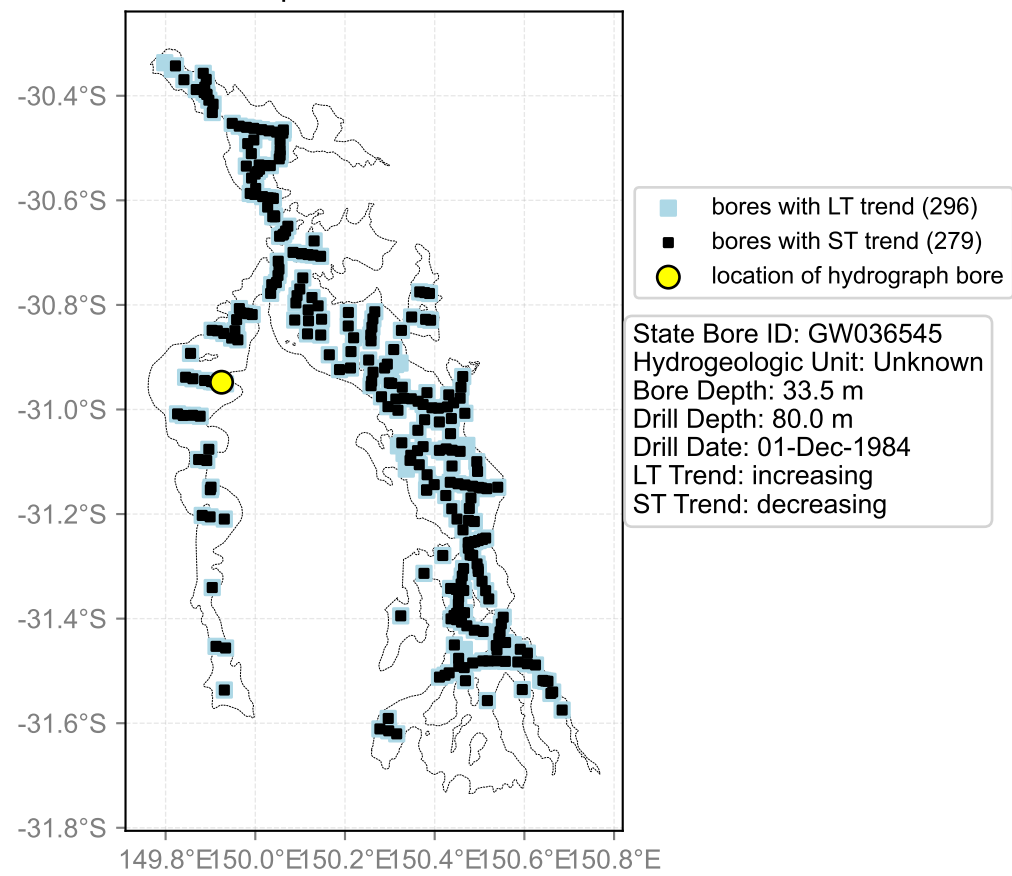 -30.4°S
-30.6°S
-30.8°S
-31.0°S
-31.2°S
-31.4°S
-31.6°S
-31.8°S
149.8°E150.0°E150.2°E150.4°E150.6°E150.8°E
bores with LT trend (296)
bores with ST trend (279)
location of hydrograph bore
State Bore ID: GW036545
Hydrogeologic Unit: Unknown
Bore Depth: 33.5 m
Drill Depth: 80.0 m
Drill Date: 01-Dec-1984
LT Trend: increasing
ST Trend: decreasing